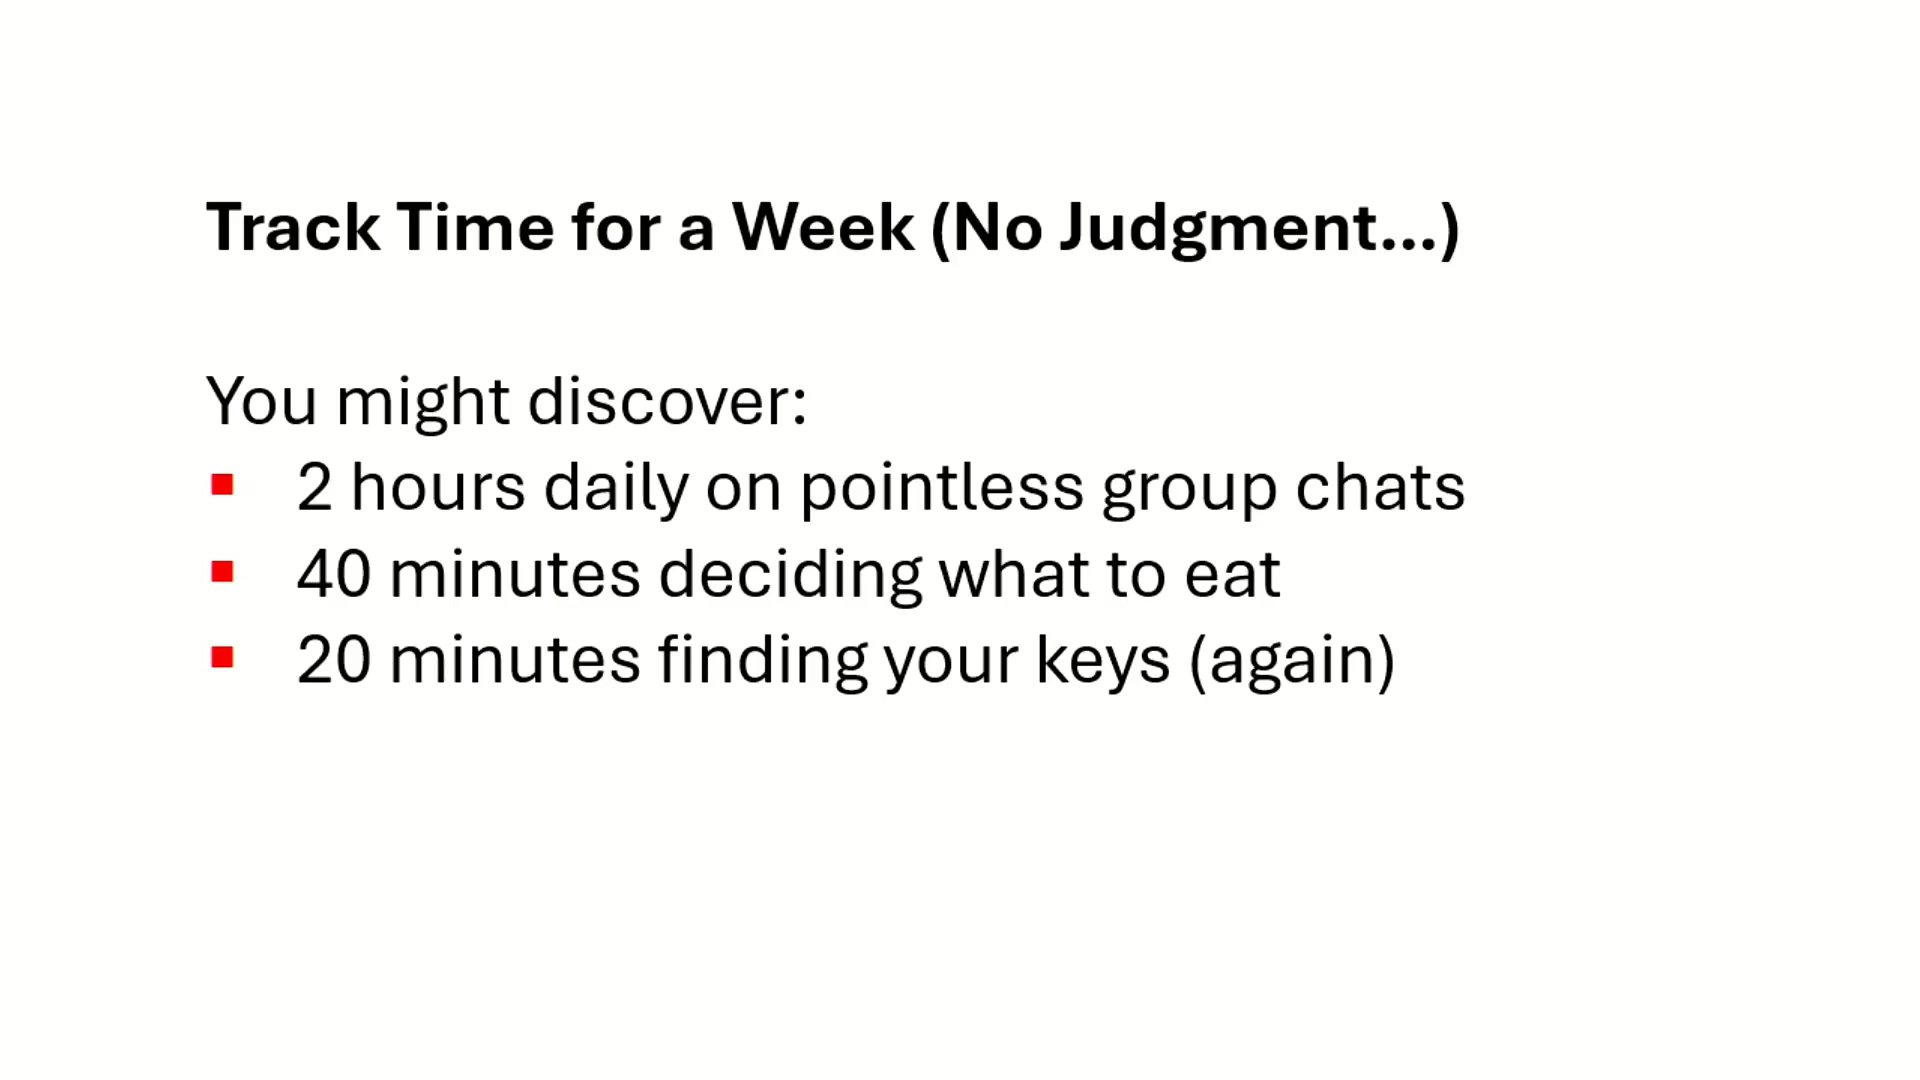 Track Time for a Week (No Judgment...)
You might discover:
▪ 2 hours daily on pointless group chats
▪ 40 minutes deciding what to eat
▪ 20 minutes finding your keys (again)